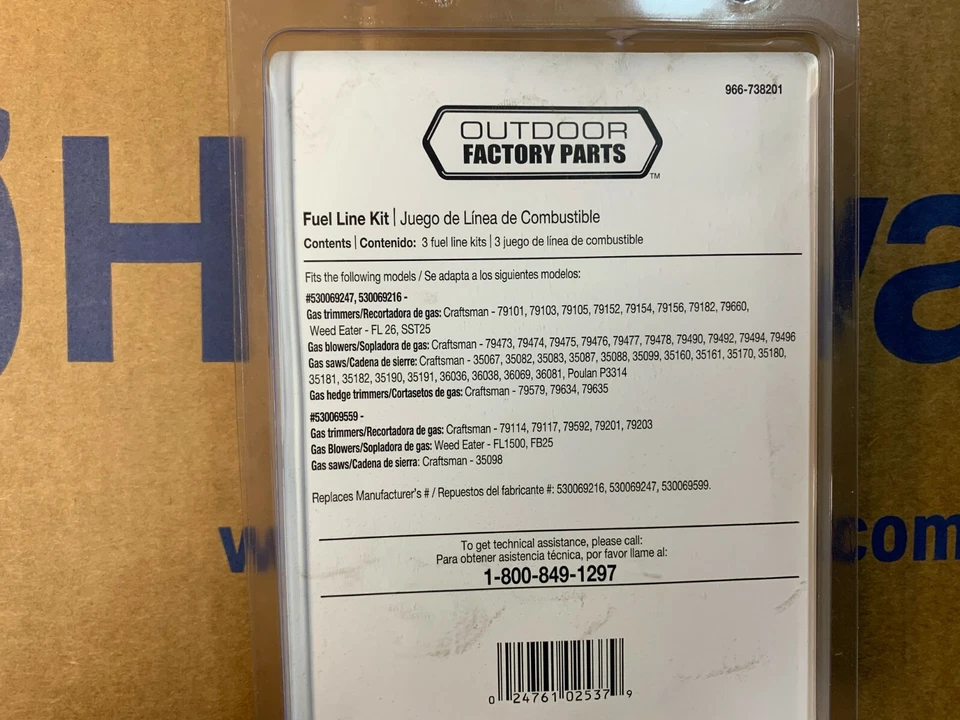 966-738201
OUTDOOR
FACTORY PARTS
TM
Fuel Line Kit | Juego de Línea de Combustible
Contents | Contenido: 3 fuel line kits | 3 juego de línea de combustible
Fits the following models / Se adapta a los siguientes modelos:
#530069247, 530069216 -
Gas trimmers/Recortadora de gas: Craftsman - 79101, 79103, 79105, 79152, 79154, 79156, 79182, 79660,
Weed Eater - FL 26, SST25
Gas blowers/Sopladora de gas: Craftsman - 79473, 79474, 79475, 79476, 79477, 79478, 79490, 79492, 79494, 79496
Gas saws/Cadena de sierre: Craftsman - 35067, 35082, 35083, 35087, 35088, 35099, 35160, 35161, 35170, 35180,
35181, 35182, 35190, 35191, 36036, 36038, 36069, 36081, Poulan P3314
Gas hedge trimmers/Cortasetos de gas: Craftsman - 79579, 79634, 79635
#530069559 -
Gas trimmers/Recortadora de gas: Craftsman - 79114, 79117, 79592, 79201, 79203
Gas Blowers/Sopladora de gas: Weed Eater - FL1500, FB25
Gas saws/Cadena de sierra: Craftsman - 35098
Replaces Manufacturer's # / Repuestos del fabricante #: 530069216, 530069247, 530069599.
To get technical assistance, please call:
Para obtener asistencia técnica, por favor llame al:
1-800-849-1297
0 24761 02537 9
H
va
w
com